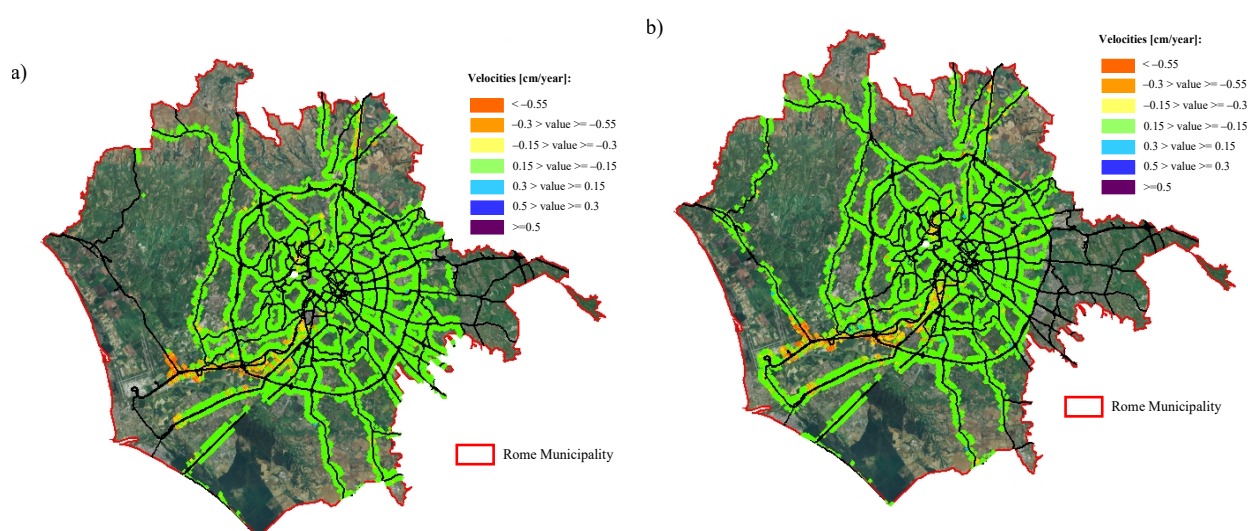 a)
Velocities [cm/year]:
< –0.55
–0.3 > value >= –0.55
–0.15 > value >= –0.3
0.15 > value >= –0.15
0.3 > value >= 0.15
0.5 > value >= 0.3
>=0.5
Rome Municipality
b)
Velocities [cm/year]:
< –0.55
–0.3 > value >= –0.55
–0.15 > value >= –0.3
0.15 > value >= –0.15
0.3 > value >= 0.15
0.5 > value >= 0.3
>=0.5
Rome Municipality